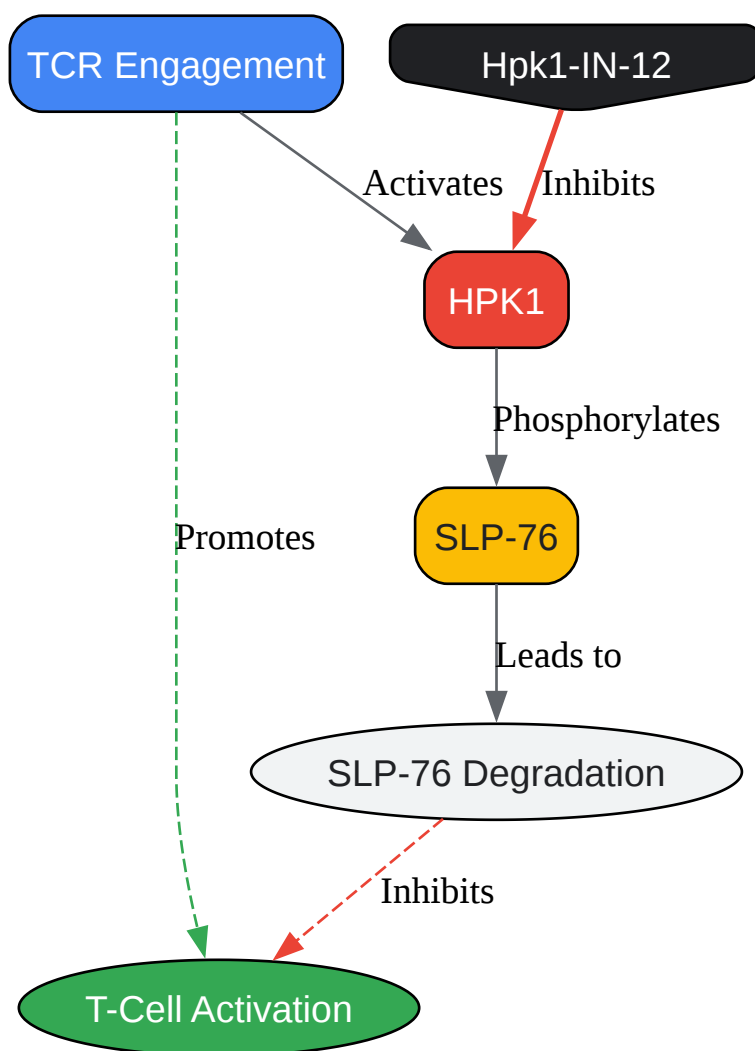 TCR Engagement
Hpk1-IN-12
Activates
Inhibits
HPK1
Phosphorylates
SLP-76
Promotes
Leads to
SLP-76 Degradation
Inhibits
T-Cell Activation